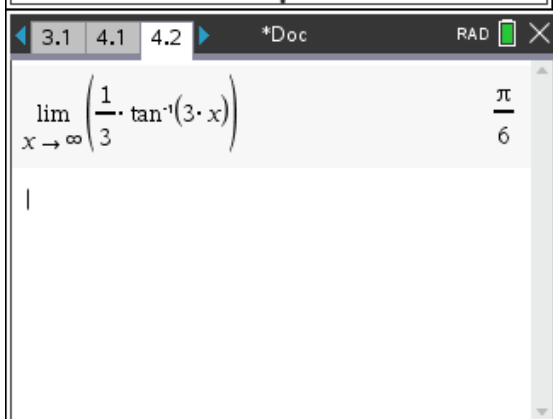 3.1 4.1 4.2 *Doc RAD
lim x → ∞ (1/3 · tan⁻¹(3 · x)) π/6